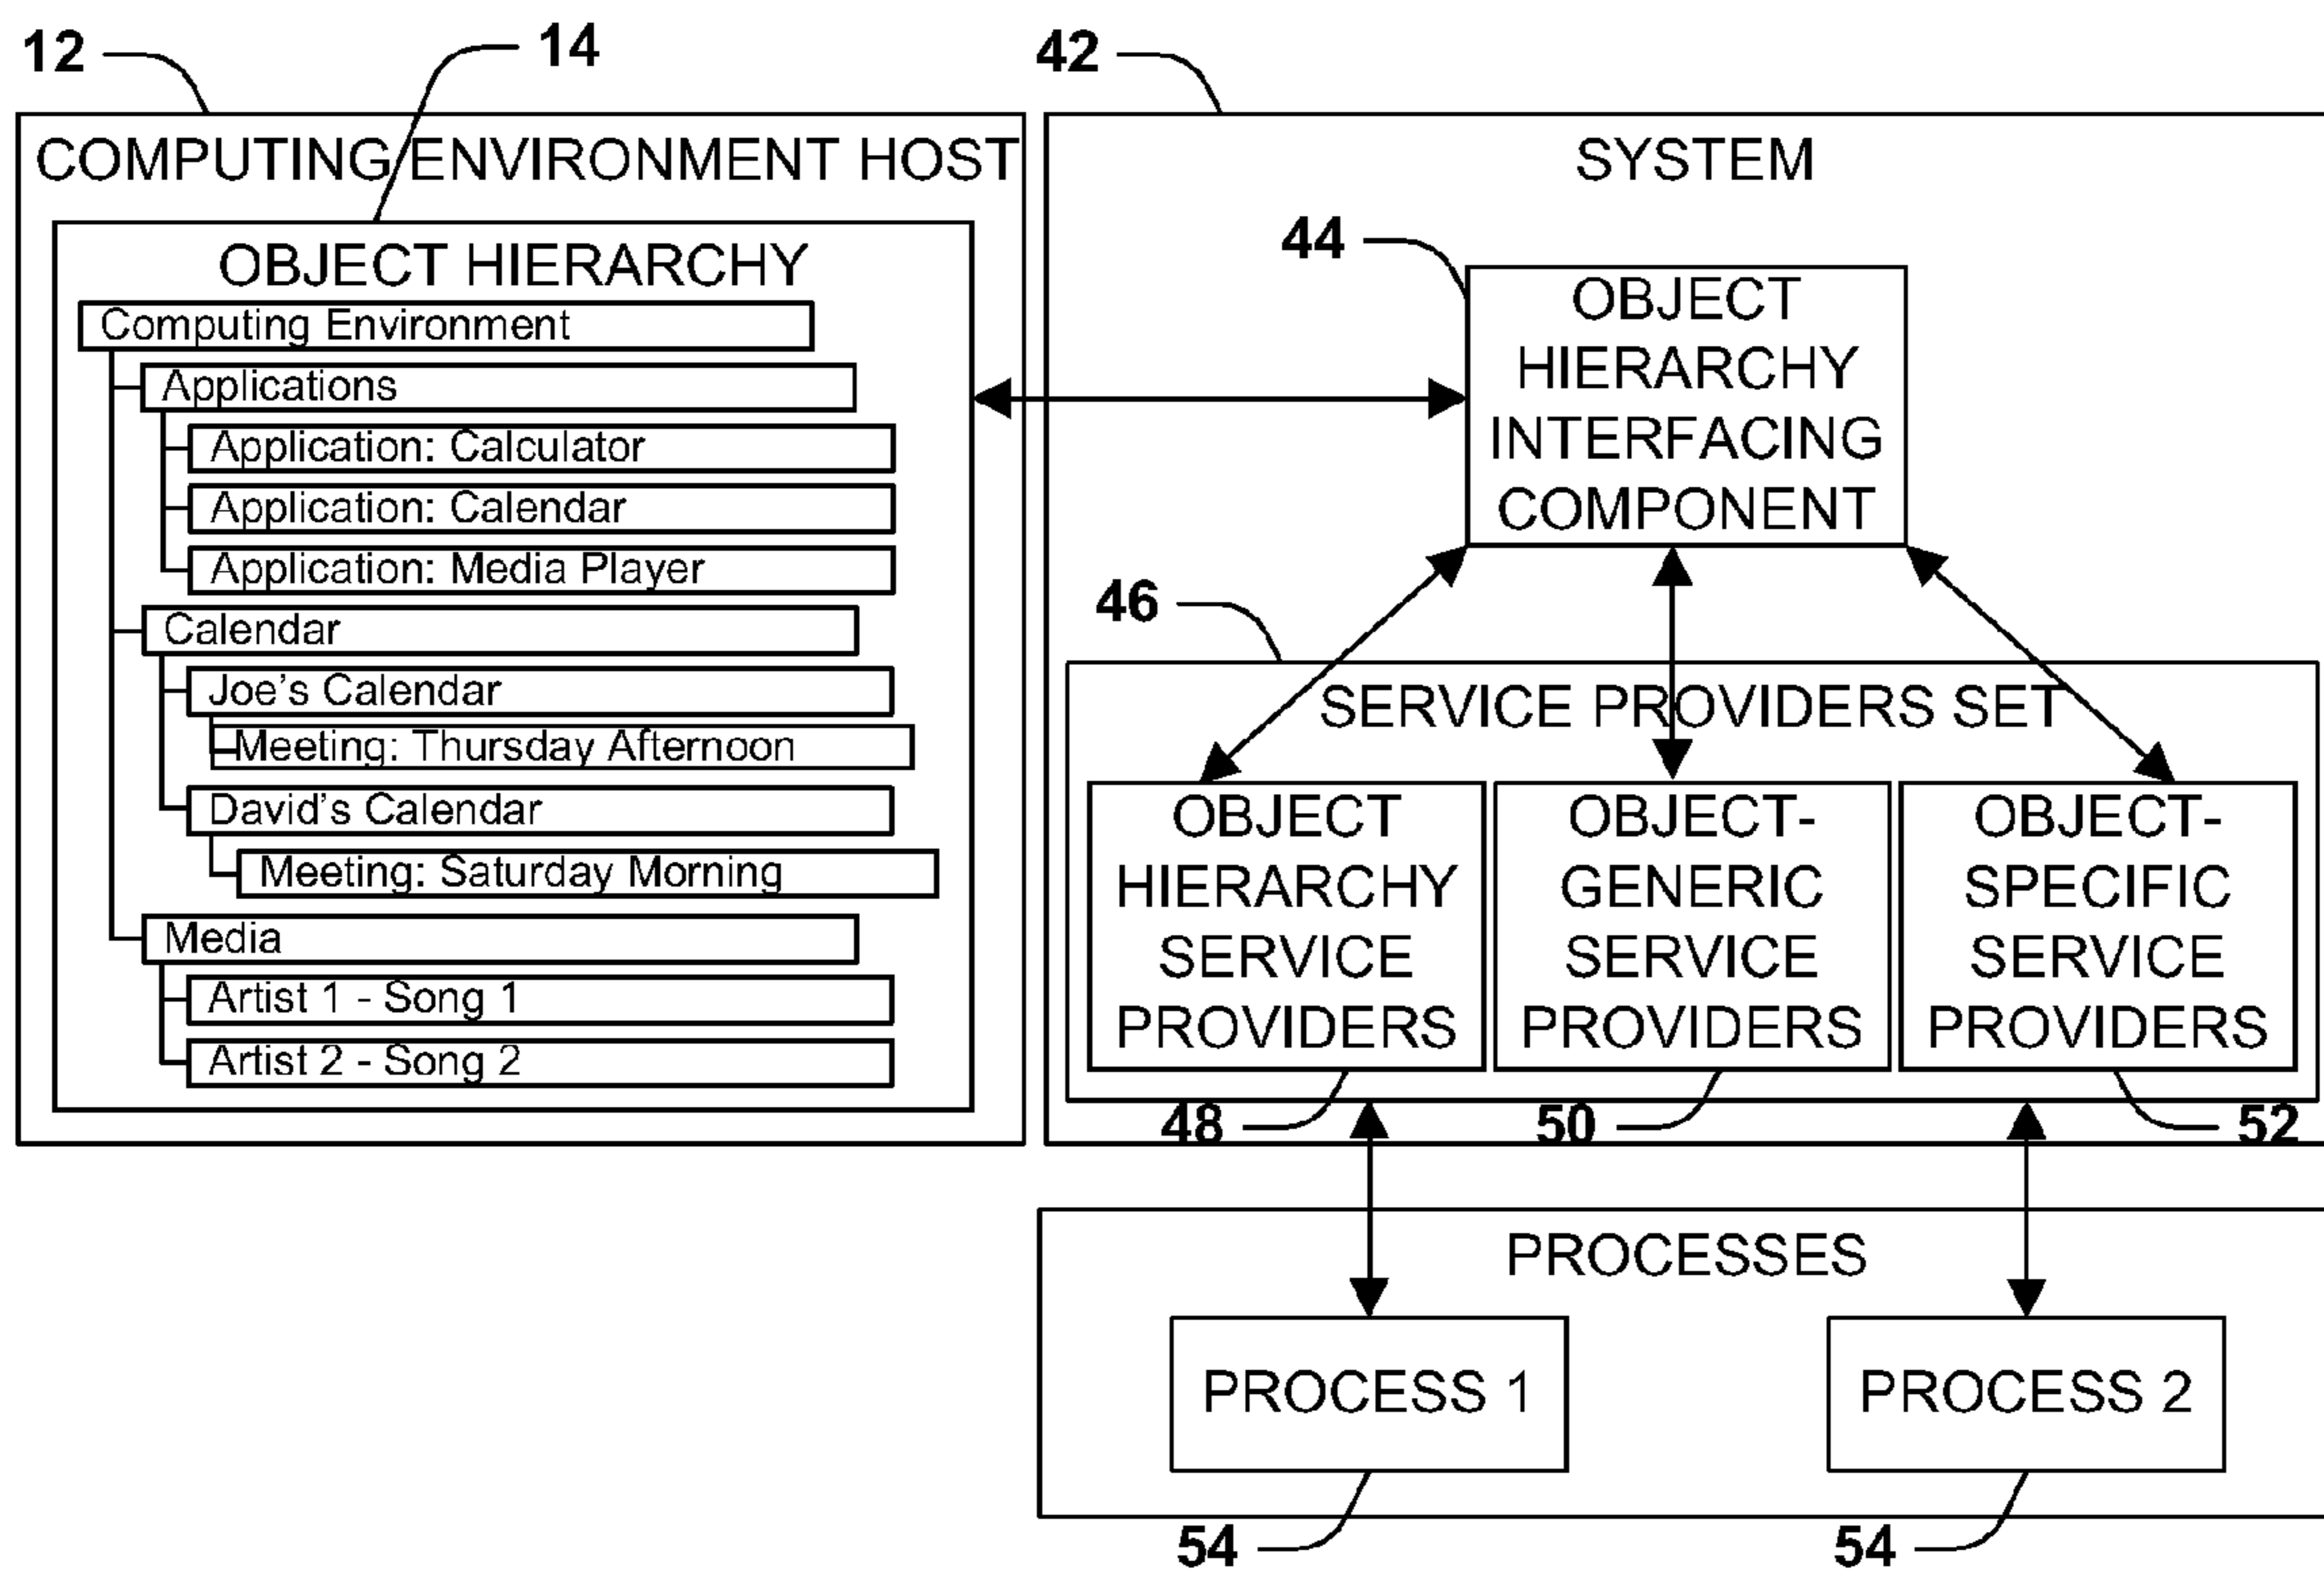 12
14
42
COMPUTING ENVIRONMENT HOST
SYSTEM
OBJECT HIERARCHY
Computing Environment
Applications
Application: Calculator
Application: Calendar
Application: Media Player
Calendar
Joe's Calendar
Meeting: Thursday Afternoon
David's Calendar
Meeting: Saturday Morning
Media
Artist 1 - Song 1
Artist 2 - Song 2
44
OBJECT
HIERARCHY
INTERFACING
COMPONENT
46
SERVICE PROVIDERS SET
OBJECT
HIERARCHY
SERVICE
PROVIDERS
OBJECT-
GENERIC
SERVICE
PROVIDERS
OBJECT-
SPECIFIC
SERVICE
PROVIDERS
48
50
52
PROCESSES
PROCESS 1
PROCESS 2
54
54